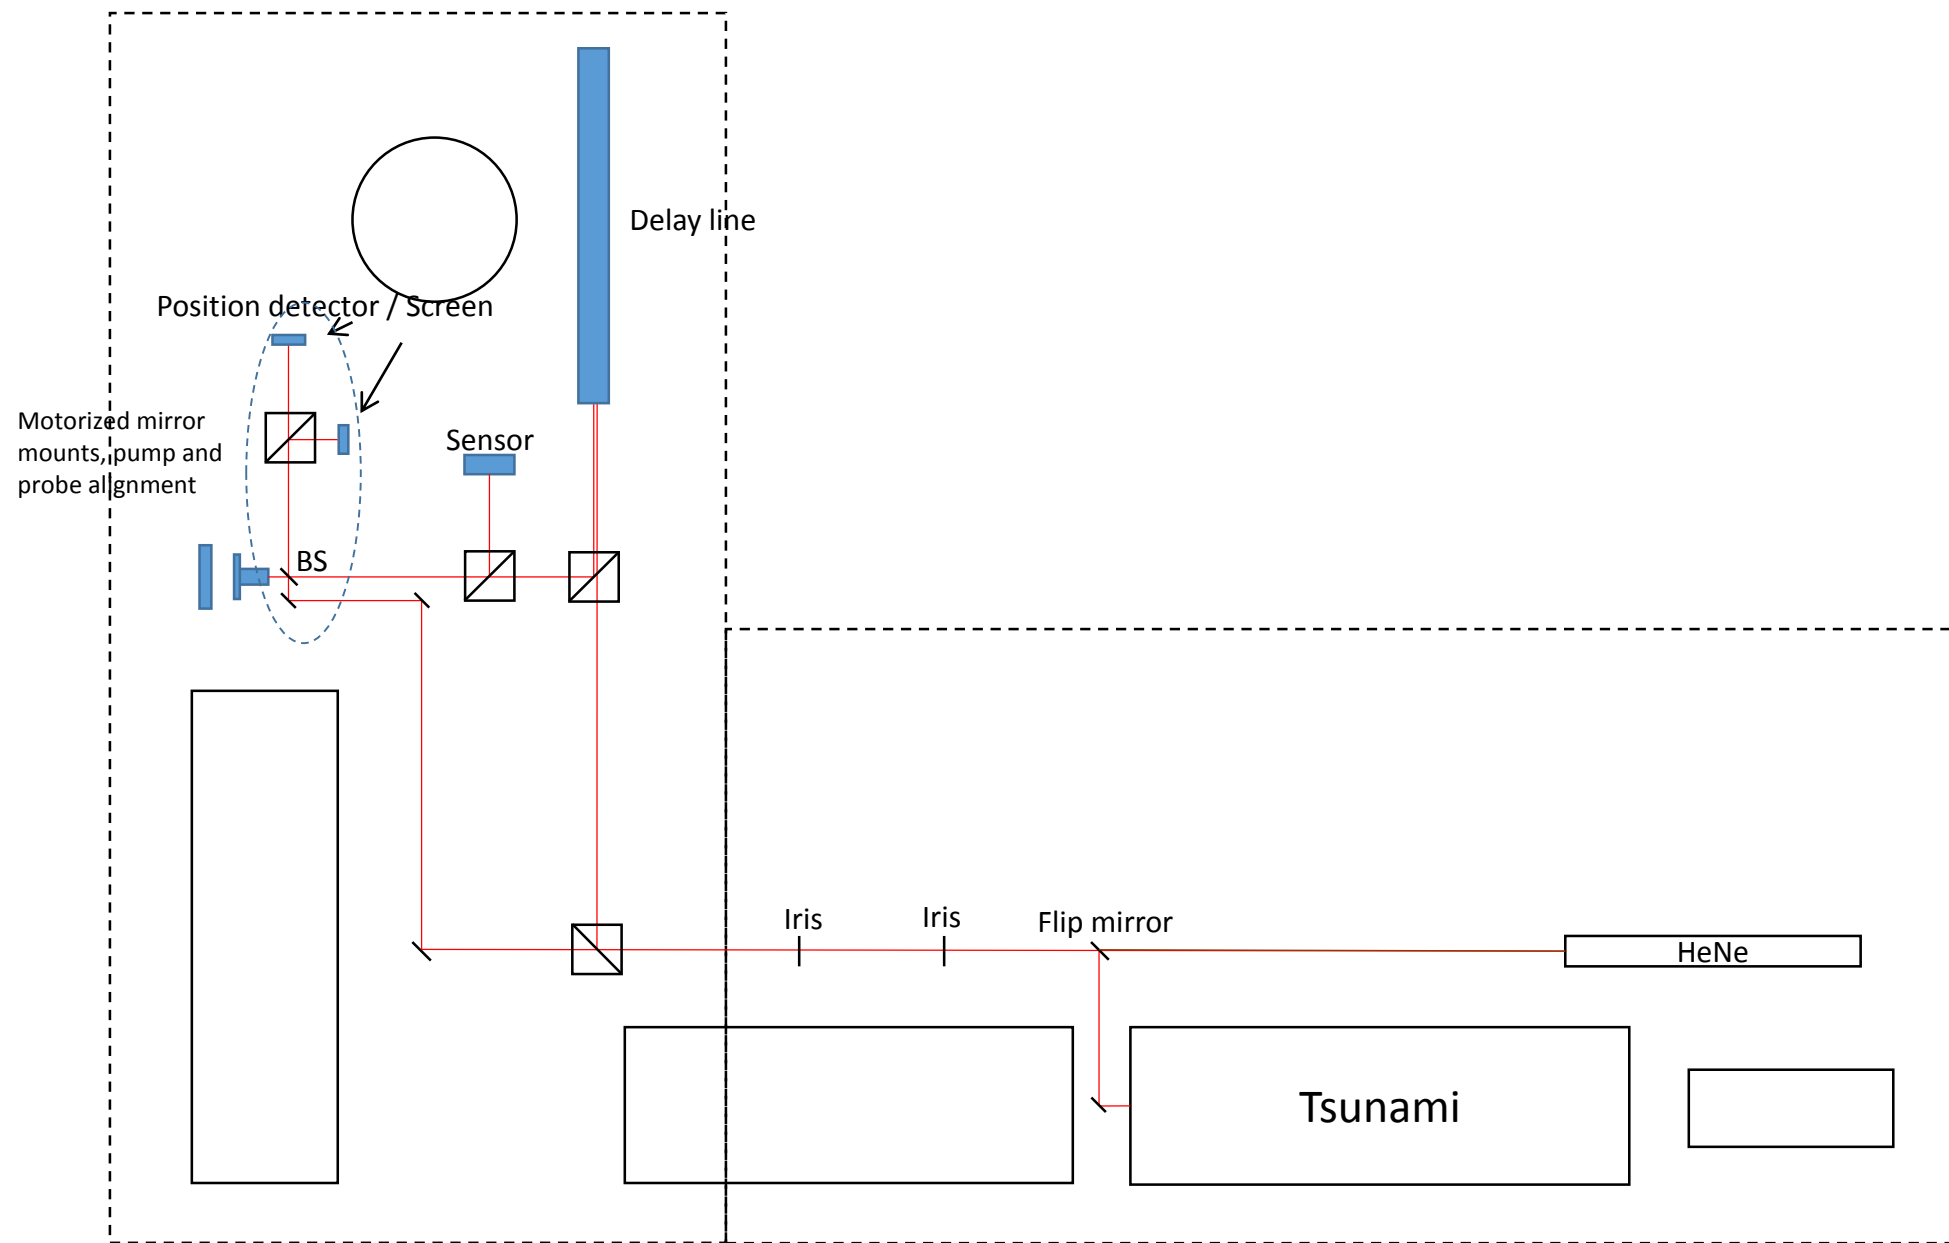 Delay line
Position detector / Screen
Motorized mirror
mounts, pump and
probe alignment
Sensor
BS
Iris
Iris
Flip mirror
HeNe
Tsunami